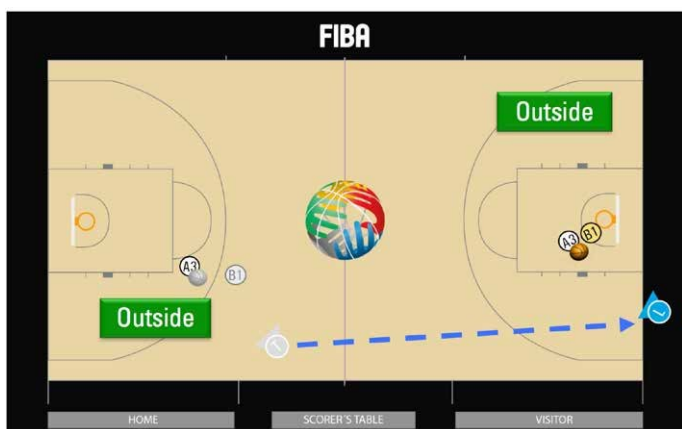 FIBA
Outside
A3
B1
A3
B1
Outside
HOME
SCORER'S TABLE
VISITOR